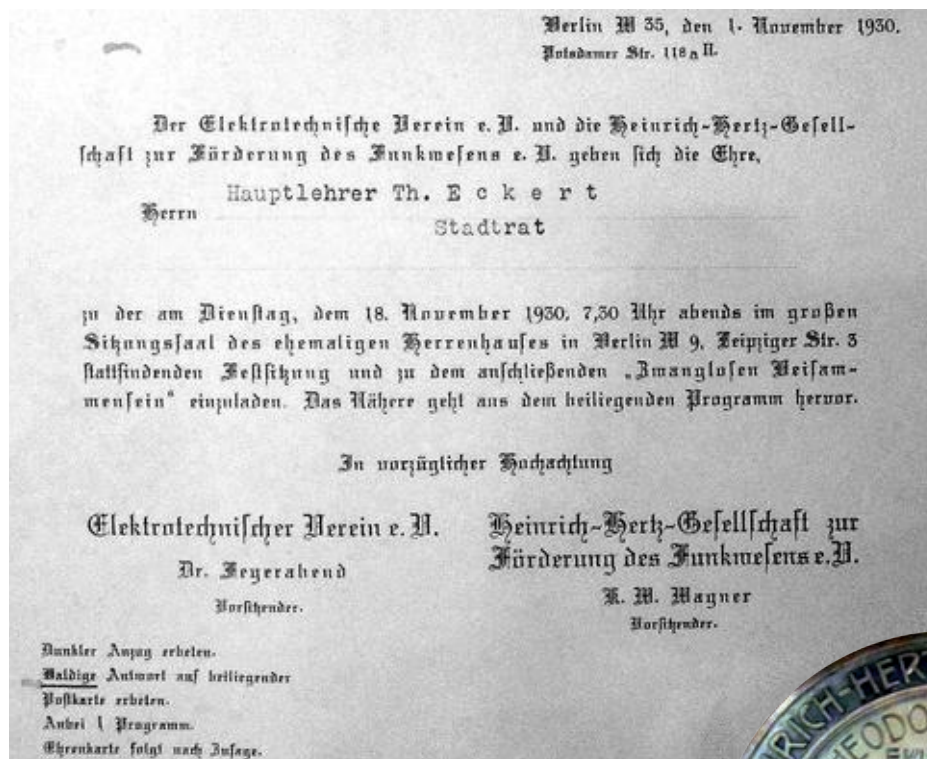 Berlin W 35, den 1. November 1930.
Potsdamer Str. 118a II.
Der Elektrotechnische Verein e. V. und die Heinrich-Hertz-Gesell-
schaft zur Förderung des Funkwesens e. V. geben sich die Ehre,
Hauptlehrer Th. E c k e r t
Herrn
Stadtrat
zu der am Dienstag, dem 18. November 1930, 7,30 Uhr abends im großen
Sitzungssaal des ehemaligen Herrenhauses in Berlin W 9, Leipziger Str. 3
stattfindenden Festsitzung und zu dem anschließenden „Zwanglosen Beisam-
mensein“ einzuladen. Das Nähere geht aus dem beiliegenden Programm hervor.
In vorzüglicher Hochachtung
Elektrotechnischer Verein e. V.
Dr. Feyerabend
Vorsitzender.
Heinrich-Hertz-Gesellschaft zur
Förderung des Funkwesens e. V.
K. W. Wagner
Vorsitzender.
Dunkler Anzug erbeten.
Baldige Antwort auf beiliegender
Postkarte erbeten.
Anbei 1 Programm.
Ehrenkarte folgt nach Zusage.
RICH-HERT
HEODO